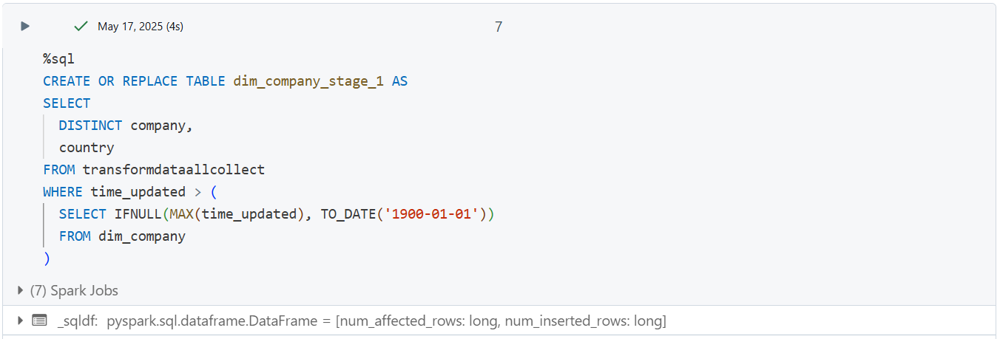 May 17, 2025 (4s)
7
%sql
CREATE OR REPLACE TABLE dim_company_stage_1 AS
SELECT
DISTINCT company,
country
FROM transformdataallcollect
WHERE time_updated > (
SELECT IFNULL(MAX(time_updated), TO_DATE('1900-01-01'))
FROM dim_company
)
(7) Spark Jobs
_sqldf: pyspark.sql.dataframe.DataFrame = [num_affected_rows: long, num_inserted_rows: long]